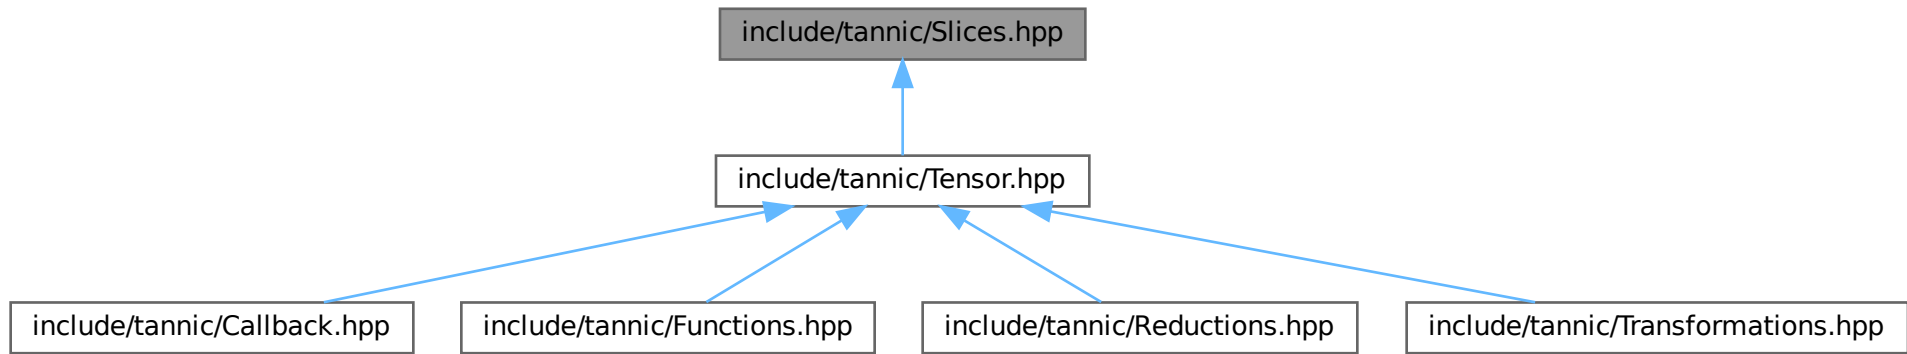 include/tannic/Slices.hpp
include/tannic/Tensor.hpp
include/tannic/Callback.hpp
include/tannic/Functions.hpp
include/tannic/Reductions.hpp
include/tannic/Transformations.hpp